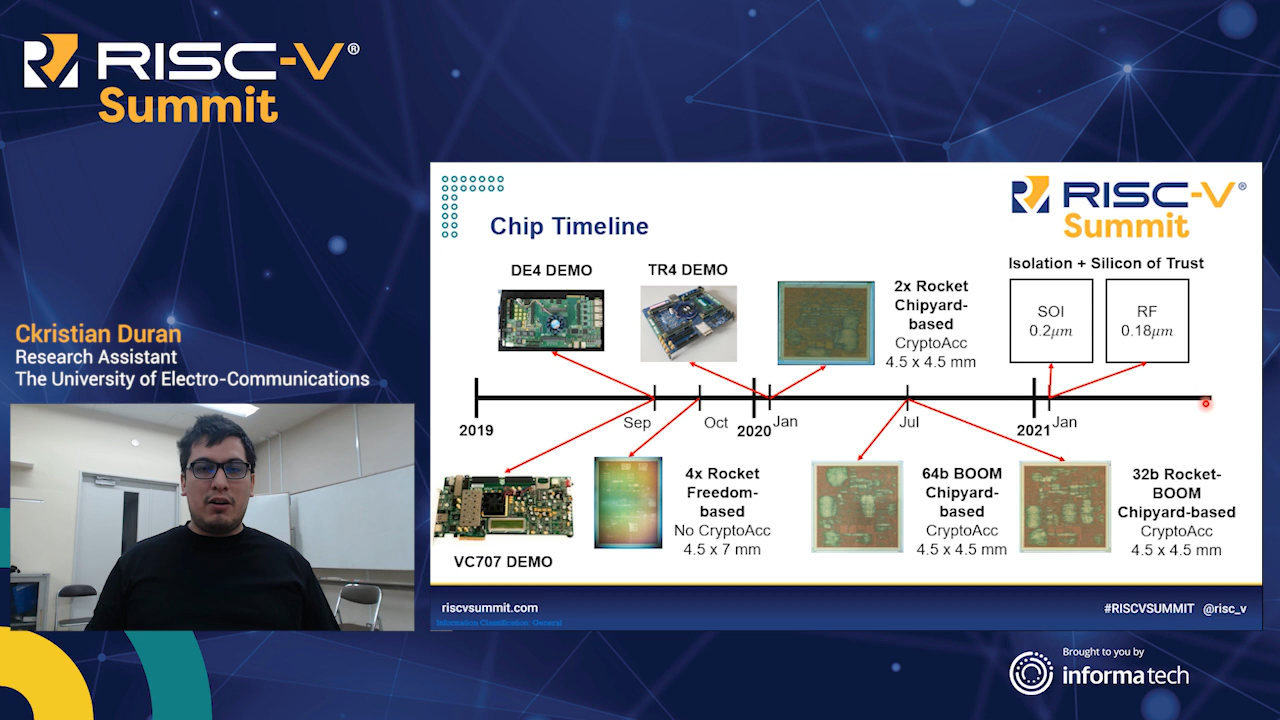 RISC-V®
Summit
Ckristian Duran
Research Assistant
The University of Electro-Communications
RISC-V®
Summit
Chip Timeline
DE4 DEMO
TR4 DEMO
2x Rocket
Chipyard-
based
CryptoAcc
4.5 x 4.5 mm
Isolation + Silicon of Trust
SOI
0.2μm
RF
0.18μm
2019
Sep
Oct
2020
Jan
Jul
2021
Jan
VC707 DEMO
4x Rocket
Freedom-
based
No CryptoAcc
4.5 x 7 mm
64b BOOM
Chipyard-
based
CryptoAcc
4.5 x 4.5 mm
32b Rocket-
BOOM
Chipyard-based
CryptoAcc
4.5 x 4.5 mm
riscvsummit.com
#RISCVSUMMIT @risc_v
Information Classification: General
Brought to you by
informa tech